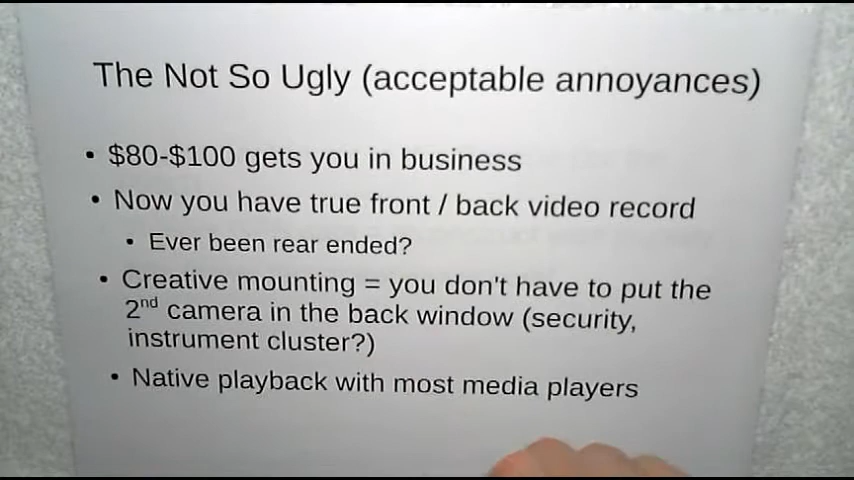 The Not So Ugly (acceptable annoyances)
• $80-$100 gets you in business
• Now you have true front / back video record
• Ever been rear ended?
• Creative mounting = you don't have to put the
2nd camera in the back window (security,
instrument cluster?)
• Native playback with most media players